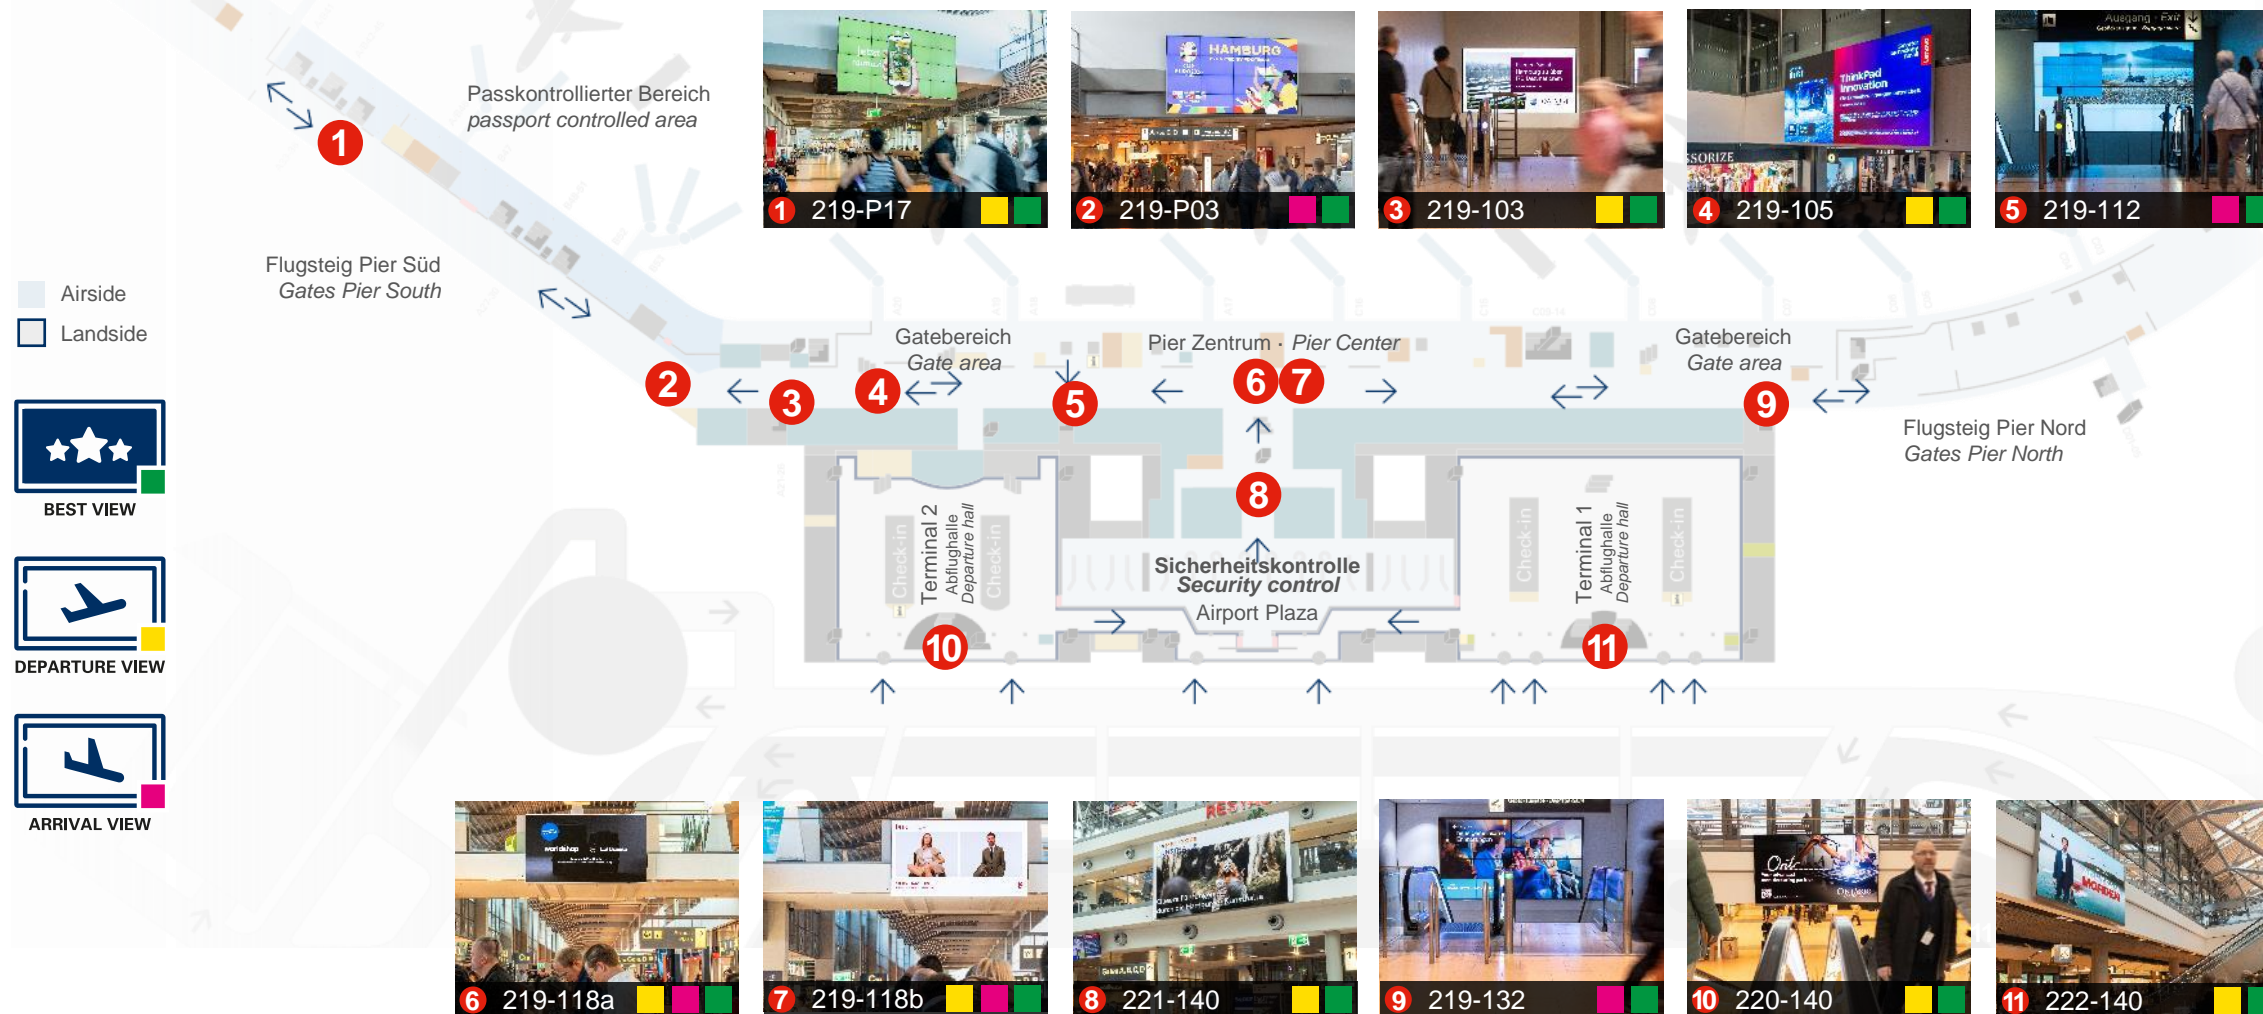 Passkontrollierter Bereich
passport controlled area
1
1 219-P17
HAMBURG
2 219-P03
3 219-103
ThinkPad
Innovation
Lenovo
SSORIZE
4 219-105
Ausgang - Exit
5 219-112
Flugsteig Pier Süd
Gates Pier South
Airside
Landside
BEST VIEW
DEPARTURE VIEW
ARRIVAL VIEW
Gatebereich
Gate area
Pier Zentrum · Pier Center
Gatebereich
Gate area
2
3
4
5
6
7
8
9
Flugsteig Pier Nord
Gates Pier North
Check-in
Terminal 2
Abflughalle
Departure hall
Check-in
Sicherheitskontrolle
Security control
Airport Plaza
Check-in
Terminal 1
Abflughalle
Departure hall
Check-in
10
11
worldshop
6 219-118a
7 219-118b
8 221-140
9 219-132
10 220-140
11 222-140